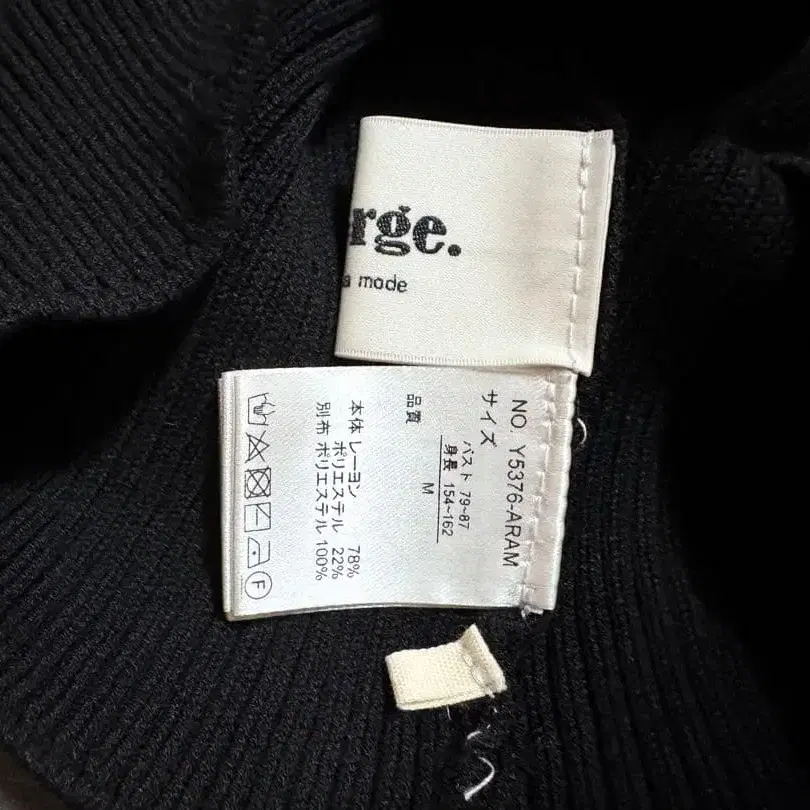 rge.
a mode
NO. Y5376-ARAM
サイズ
バスト 79~87
身長 154~162
M
品質
本体 レーヨン 78%
ポリエステル 22%
別布 ポリエステル 100%
F